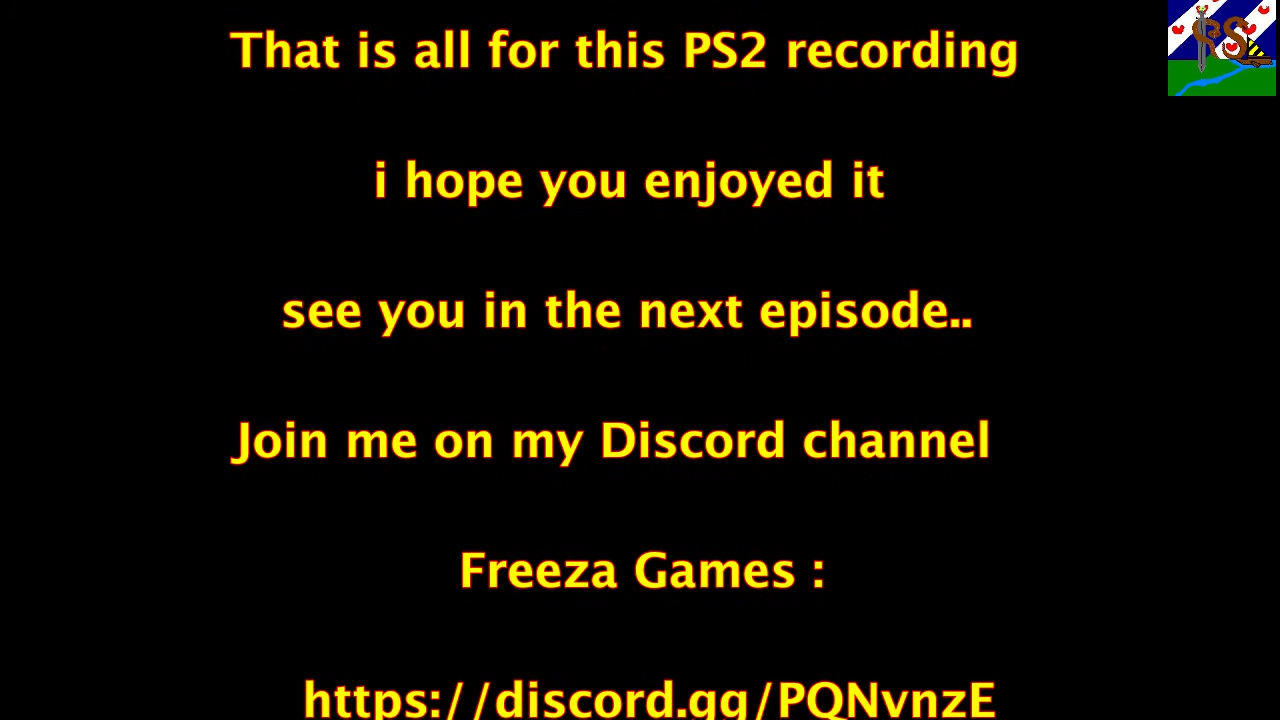 That is all for this PS2 recording
i hope you enjoyed it
see you in the next episode..
Join me on my Discord channel
Freeza Games :
https://discord.gg/PQNvnzE